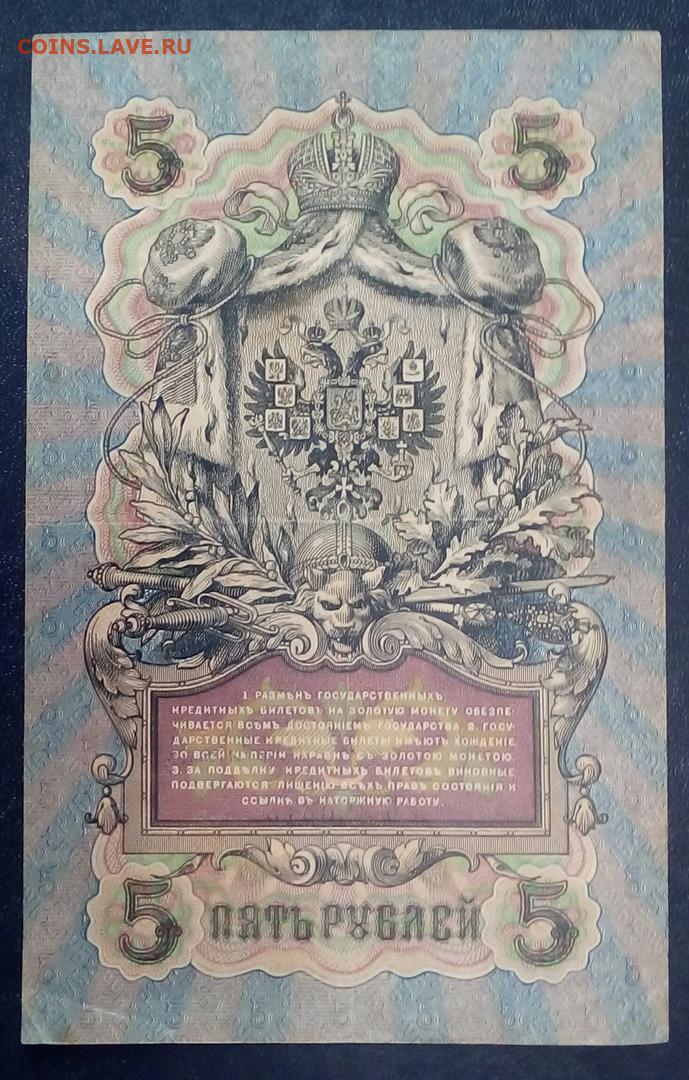 COINS.LAVE.RU
5 5
1. РАЗМѢНЪ ГОСУДАРСТВЕННЫХЪ
КРЕДИТНЫХЪ БИЛЕТОВЪ НА ЗОЛОТУЮ МОНЕТУ ОБЕЗПЕ-
ЧИВАЕТСЯ ВСѢМЪ ДОСТОЯНІЕМЪ ГОСУДАРСТВА. 2. ГОСУ-
ДАРСТВЕННЫЕ КРЕДИТНЫЕ БИЛЕТЫ ИМѢЮТЪ ХОЖДЕНІЕ
ВО ВСЕЙ ИМПЕРІИ НАРАВНѢ СЪ ЗОЛОТОЮ МОНЕТОЮ.
3. ЗА ПОДДѢЛКУ КРЕДИТНЫХЪ БИЛЕТОВЪ ВИНОВНЫЕ
ПОДВЕРГАЮТСЯ ЛИШЕНІЮ ВСѢХЪ ПРАВЪ СОСТОЯНІЯ И
ССЫЛКѢ ВЪ КАТОРЖНУЮ РАБОТУ.
5 ПЯТЬ РУБЛЕЙ 5